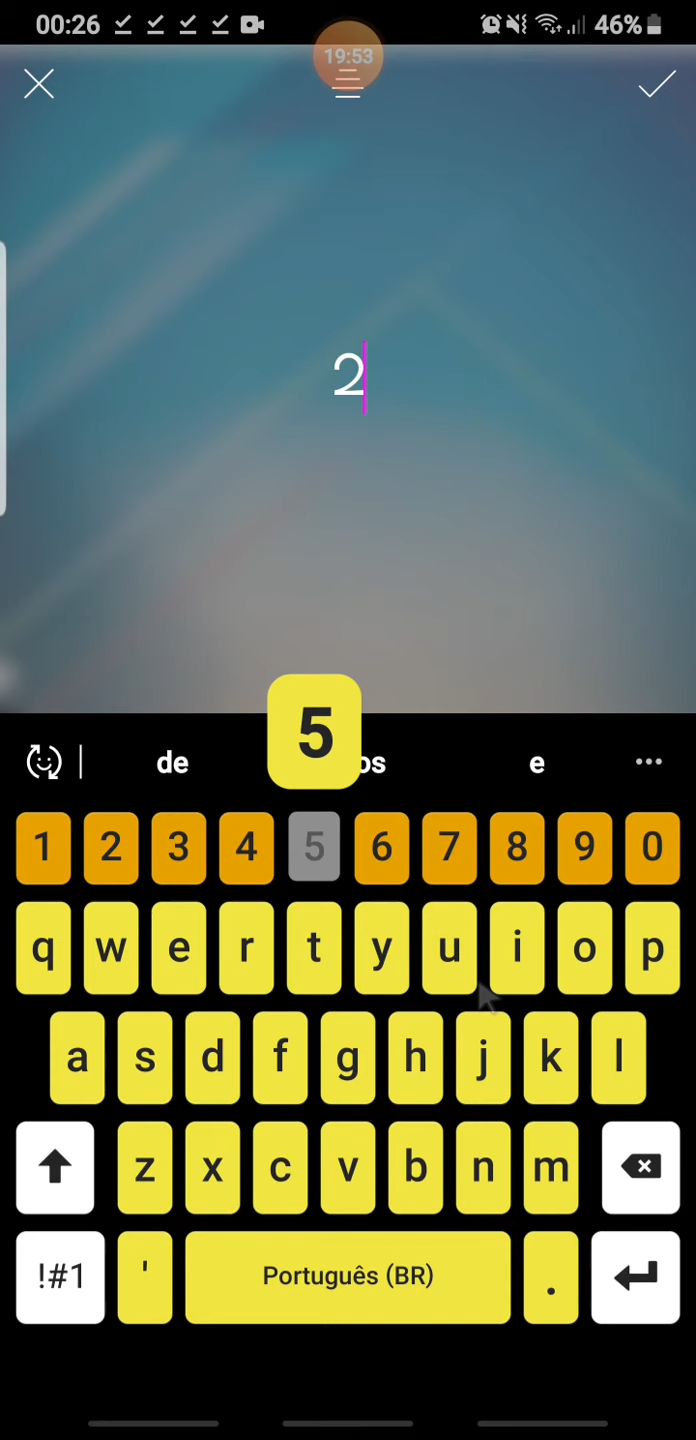 00:26 46%
19:53
2
5
de os e
1 2 3 4 5 6 7 8 9 0
q w e r t y u i o p
a s d f g h j k l
z x c v b n m
!#1 ' Português (BR) .